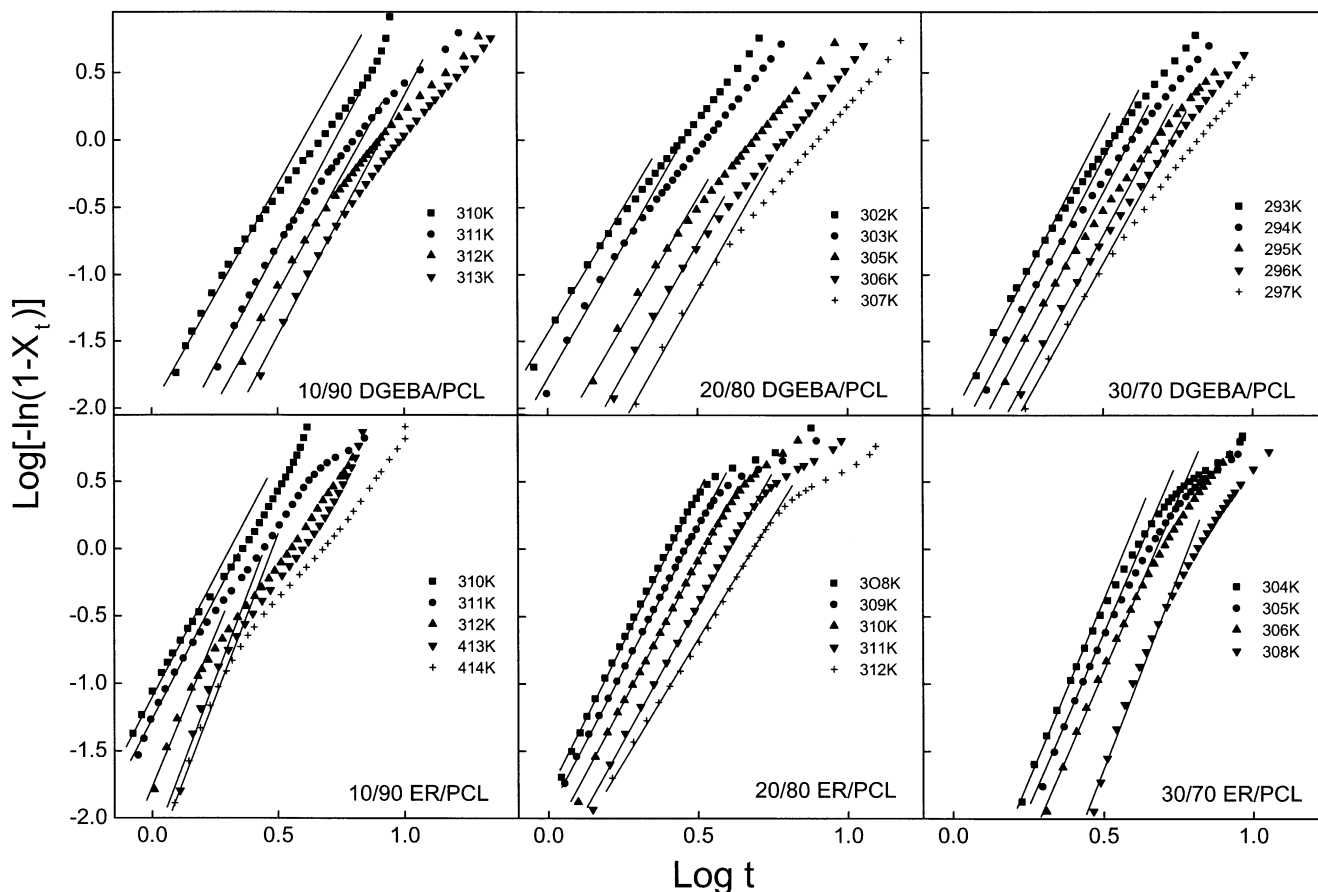 Log[-ln(1-Xt)]
0.5
0.0
-0.5
-1.0
-1.5
-2.0
310K
311K
312K
313K
10/90 DGEBA/PCL
302K
303K
305K
306K
307K
20/80 DGEBA/PCL
293K
294K
295K
296K
297K
30/70 DGEBA/PCL
0.5
0.0
-0.5
-1.0
-1.5
-2.0
310K
311K
312K
413K
414K
10/90 ER/PCL
3O8K
309K
310K
311K
312K
20/80 ER/PCL
304K
305K
306K
308K
30/70 ER/PCL
0.0 0.5 1.0
0.0 0.5 1.0
0.0 0.5 1.0
Log t